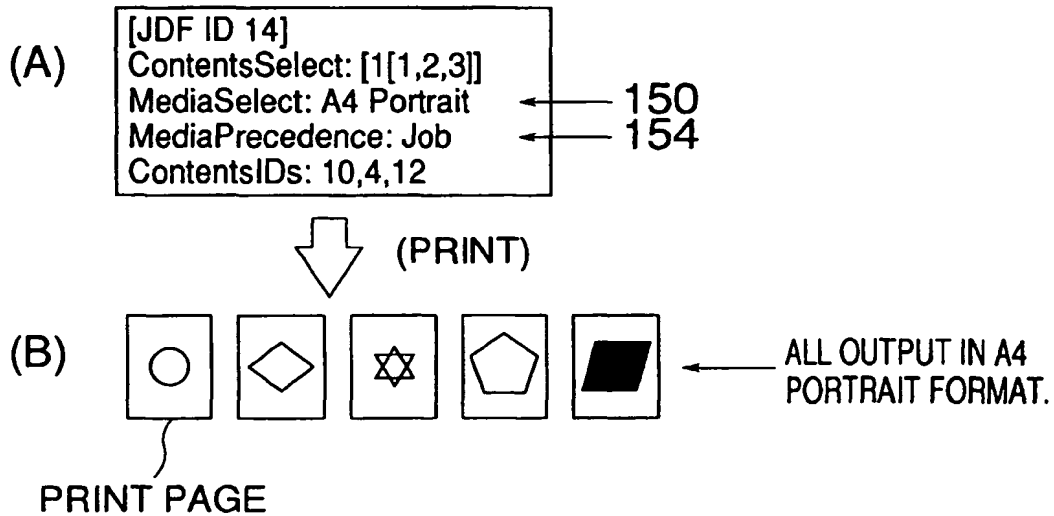 (A)
[JDF ID 14]
ContentsSelect: [1[1,2,3]]
MediaSelect: A4 Portrait
150
MediaPrecedence: Job
154
ContentsIDs: 10,4,12
(PRINT)
(B)
ALL OUTPUT IN A4
PORTRAIT FORMAT.
PRINT PAGE